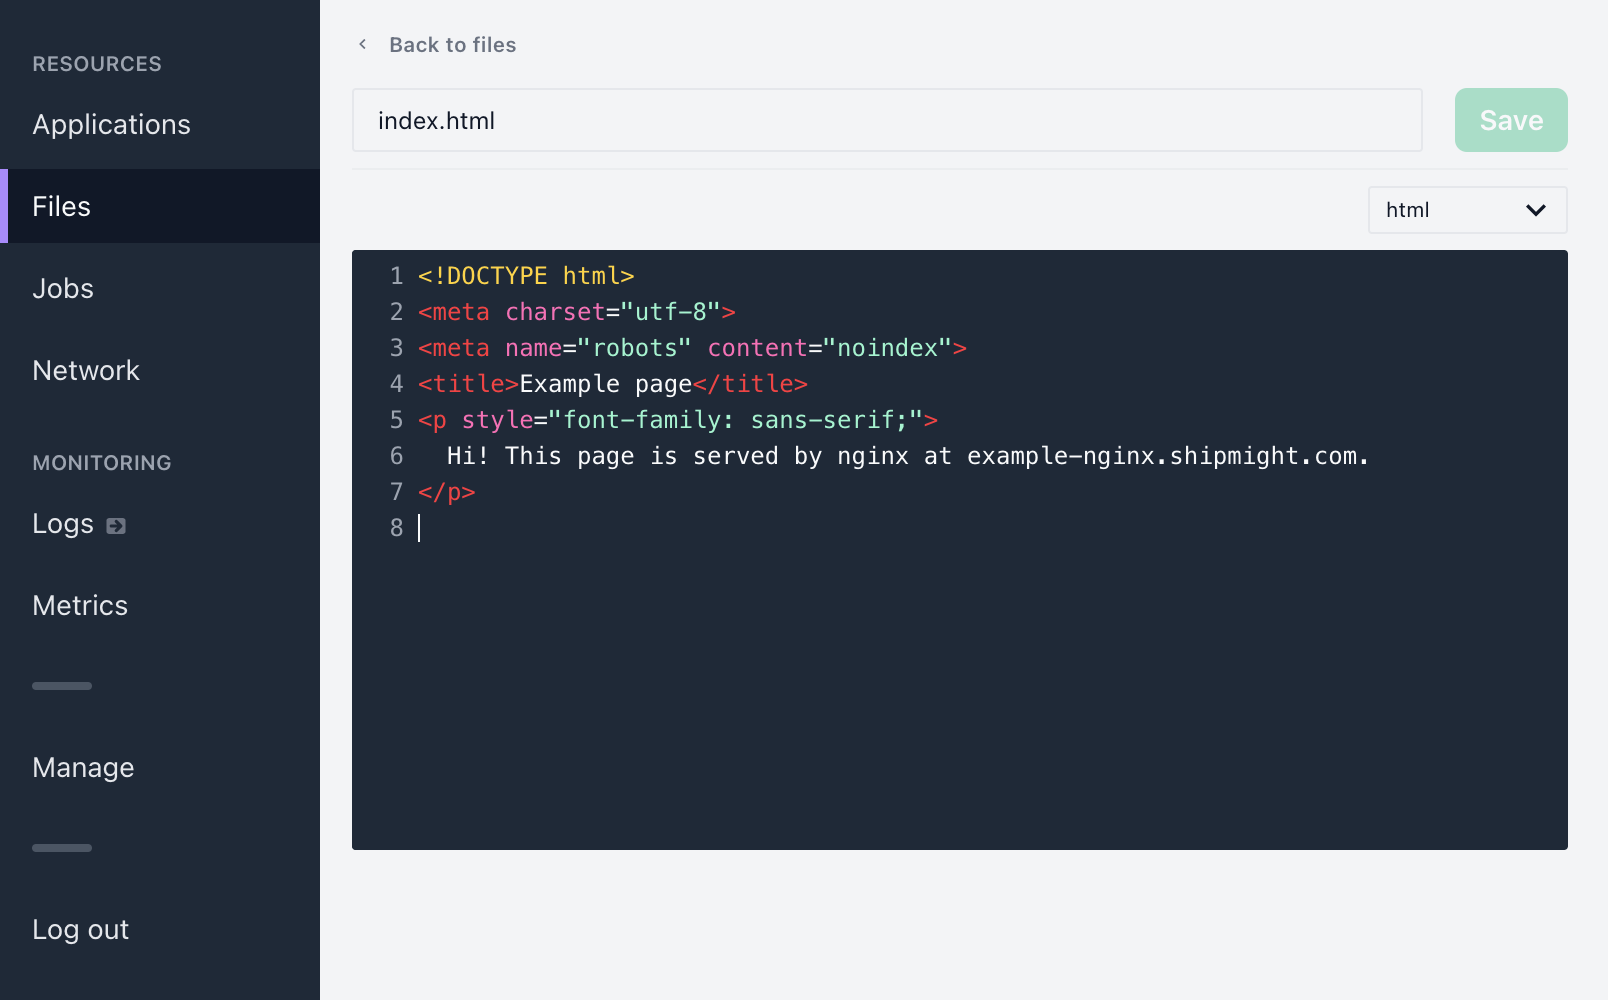 RESOURCES
Applications
Files
Jobs
Network
MONITORING
Logs
Metrics
Manage
Log out
Back to files
index.html
Save
html
1 <!DOCTYPE html>
2 <meta charset="utf-8">
3 <meta name="robots" content="noindex">
4 <title>Example page</title>
5 <p style="font-family: sans-serif;">
6   Hi! This page is served by nginx at example-nginx.shipmight.com.
7 </p>
8